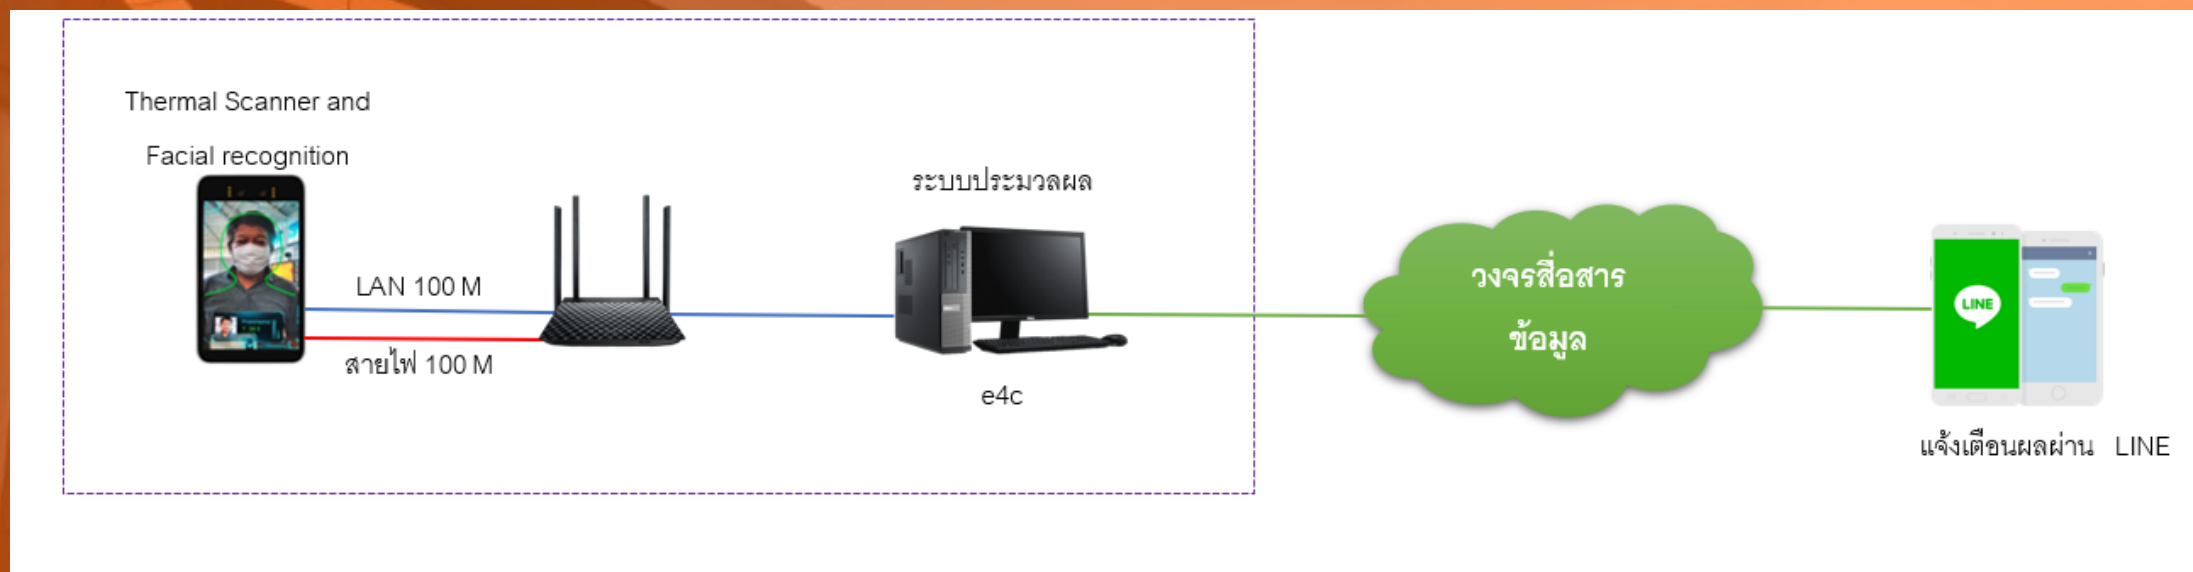 Thermal Scanner and
Facial recognition
ระบบประมวลผล
LAN 100 M
สายไฟ 100 M
e4c
วงจรสื่อสาร
ข้อมูล
LINE
แจ้งเตือนผลผ่าน LINE